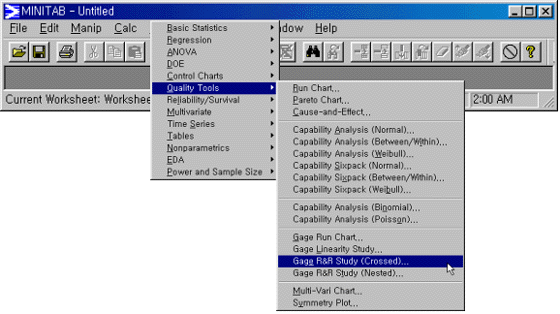 MINITAB - Untitled
File Edit Manip Calc
ndow Help
Current Worksheet: Workshee
2:00 AM
Basic Statistics
Regression
ANOVA
DOE
Control Charts
Quality Tools
Reliability/Survival
Multivariate
Time Series
Tables
Nonparametrics
EDA
Power and Sample Size
Run Chart...
Pareto Chart...
Cause-and-Effect...
Capability Analysis (Normal)...
Capability Analysis (Between/Within)...
Capability Analysis (Weibull)...
Capability Sixpack (Normal)...
Capability Sixpack (Between/Within)...
Capability Sixpack (Weibull)...
Capability Analysis (Binomial)...
Capability Analysis (Poisson)...
Gage Run Chart...
Gage Linearity Study...
Gage R&R Study (Crossed)...
Gage R&R Study (Nested)...
Multi-Vari Chart...
Symmetry Plot...